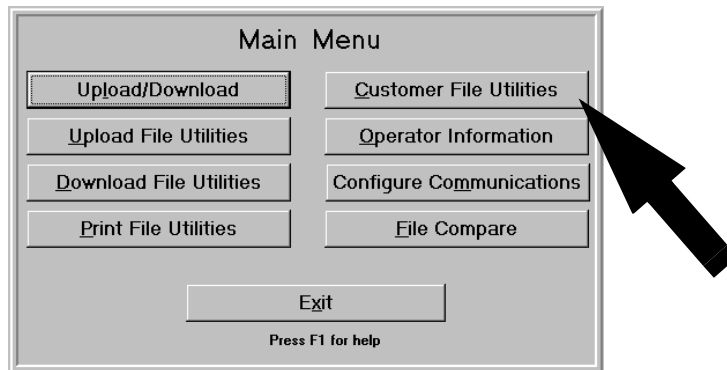 Main Menu
Upload/Download
Customer File Utilities
Upload File Utilities
Operator Information
Download File Utilities
Configure Communications
Print File Utilities
File Compare
Exit
Press F1 for help